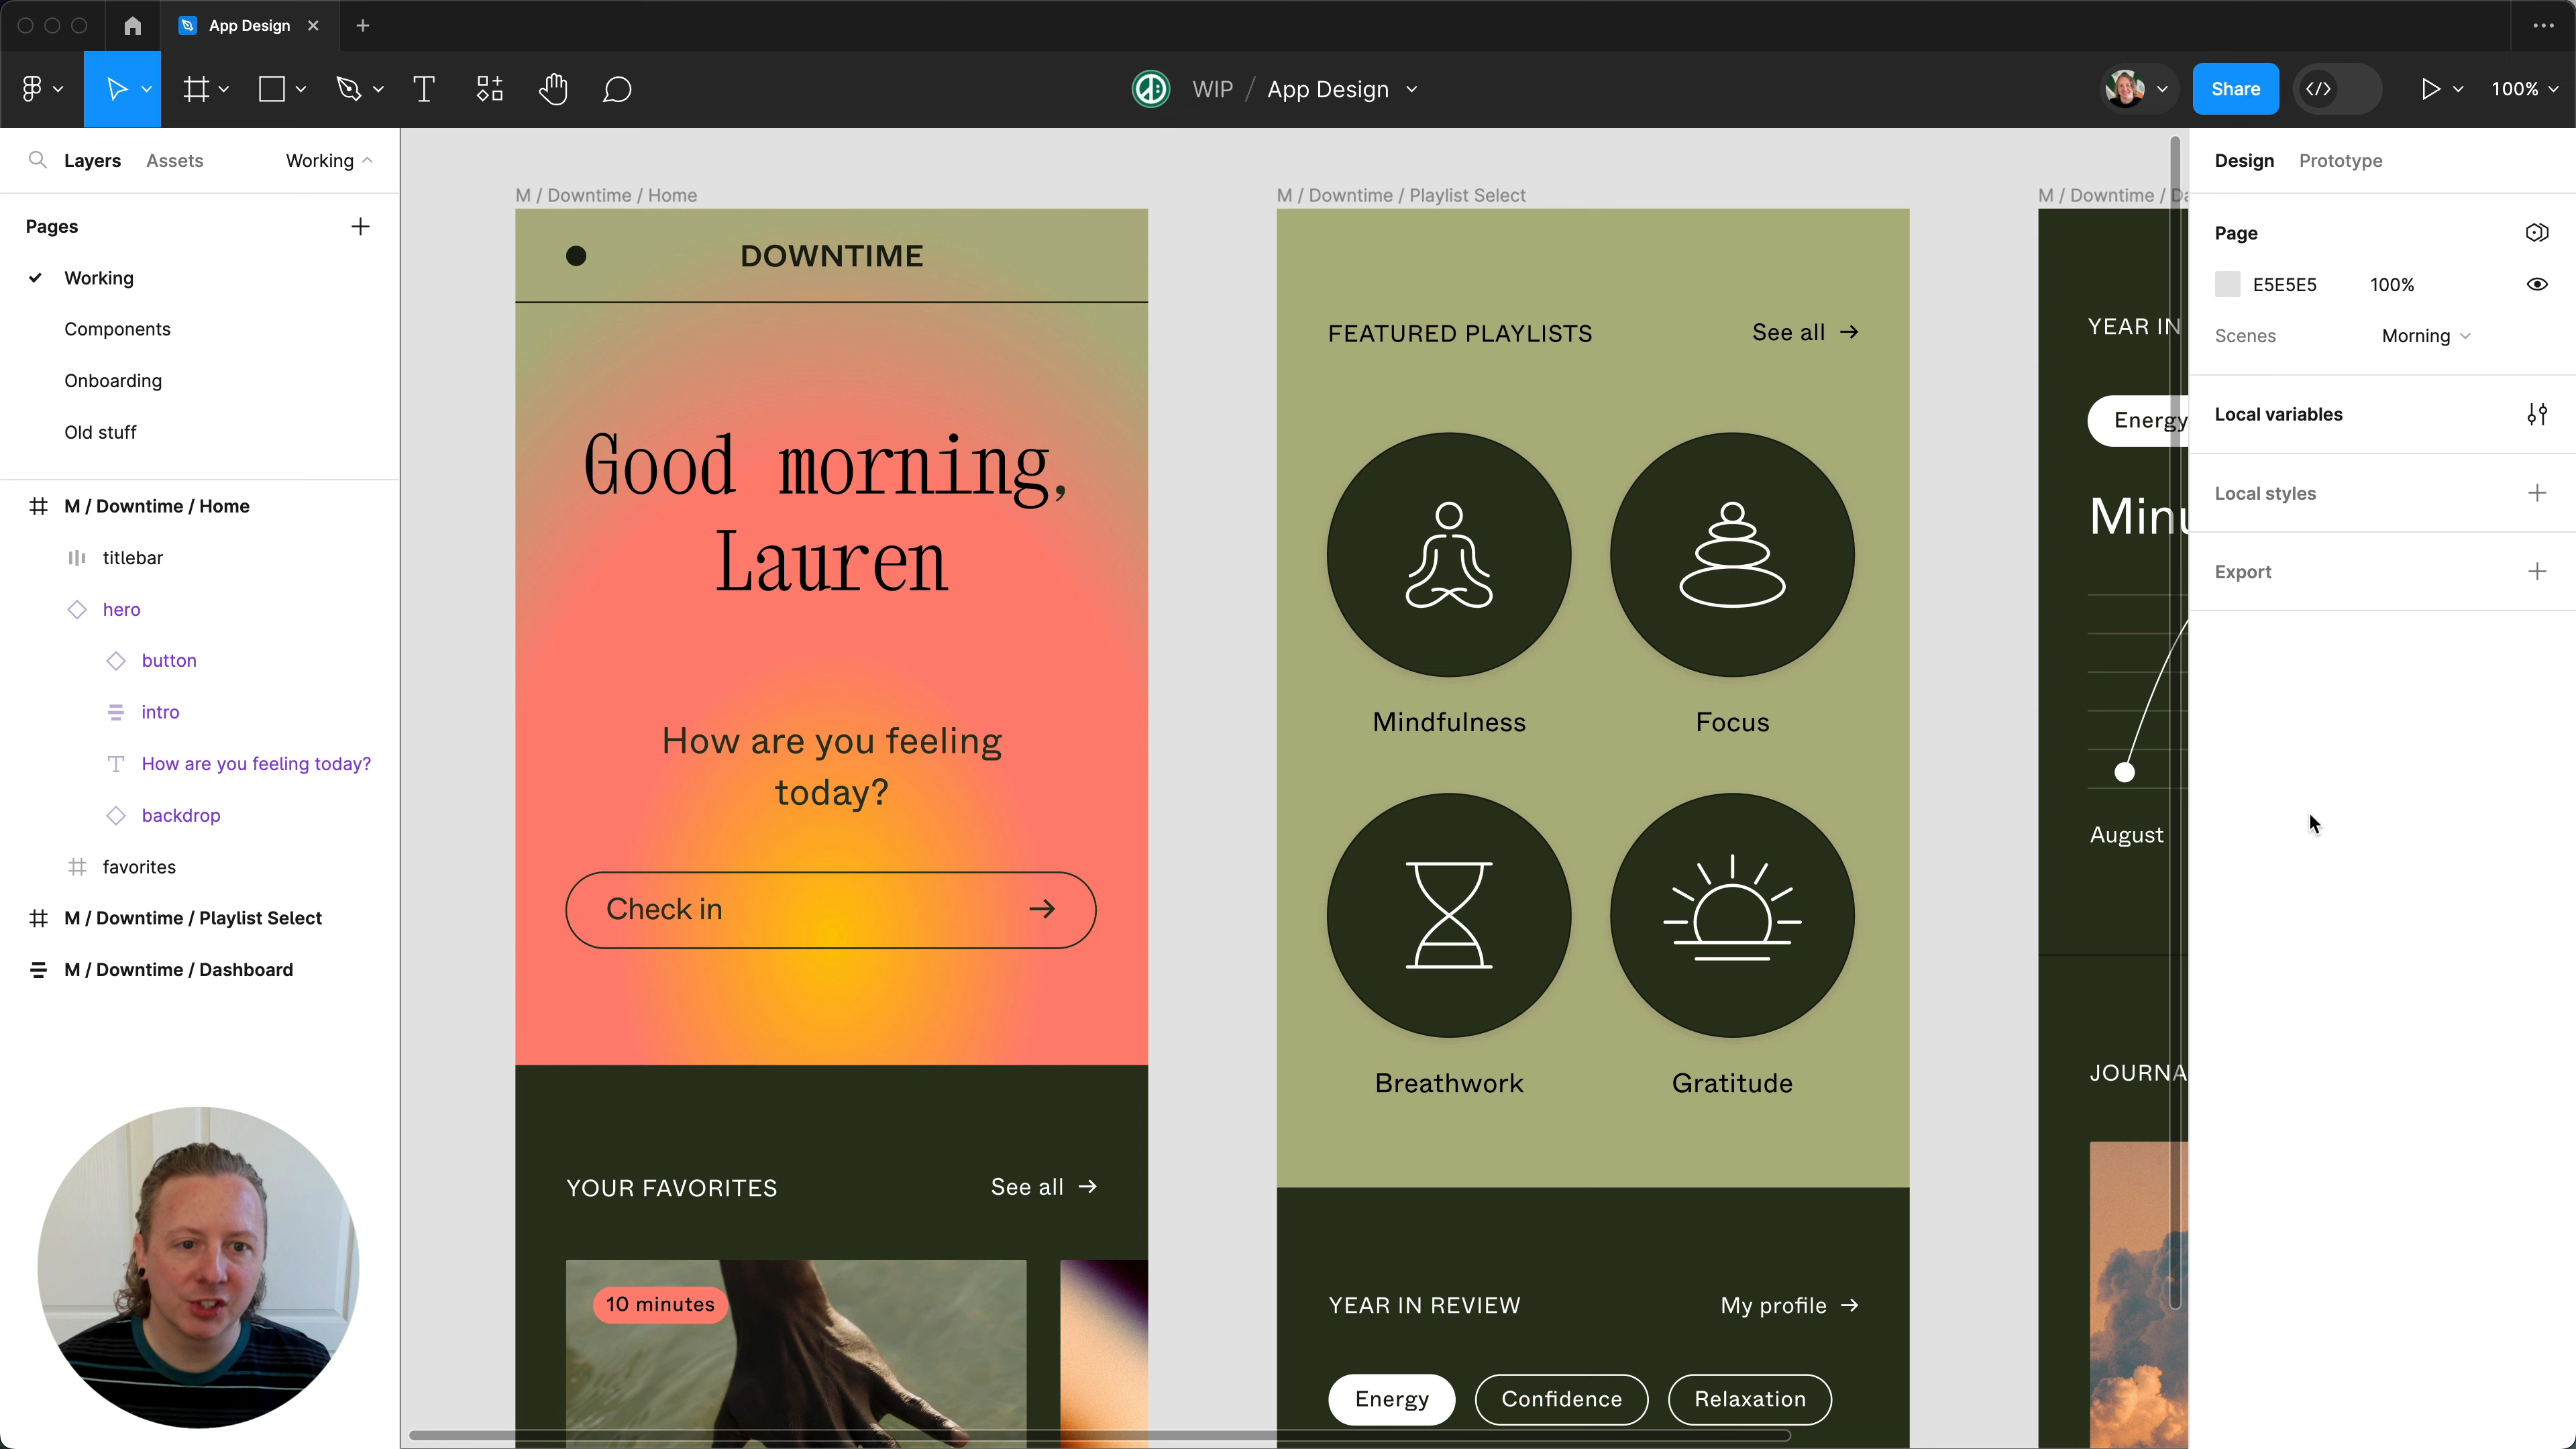 App Design
WIP / App Design
Share
100%
Layers
Assets
Working
Pages
Working
Components
Onboarding
Old stuff
M / Downtime / Home
titlebar
hero
button
intro
How are you feeling today?
backdrop
favorites
M / Downtime / Playlist Select
M / Downtime / Dashboard
M / Downtime / Home
DOWNTIME
Good morning,
Lauren
How are you feeling
today?
Check in
YOUR FAVORITES
See all
10 minutes
M / Downtime / Playlist Select
FEATURED PLAYLISTS
See all
Mindfulness
Focus
Breathwork
Gratitude
YEAR IN REVIEW
My profile
Energy
Confidence
Relaxation
M / Downtime / Da
YEAR IN
Energy
Minu
August
JOURNA
Design
Prototype
Page
E5E5E5
100%
Scenes
Morning
Local variables
Local styles
Export